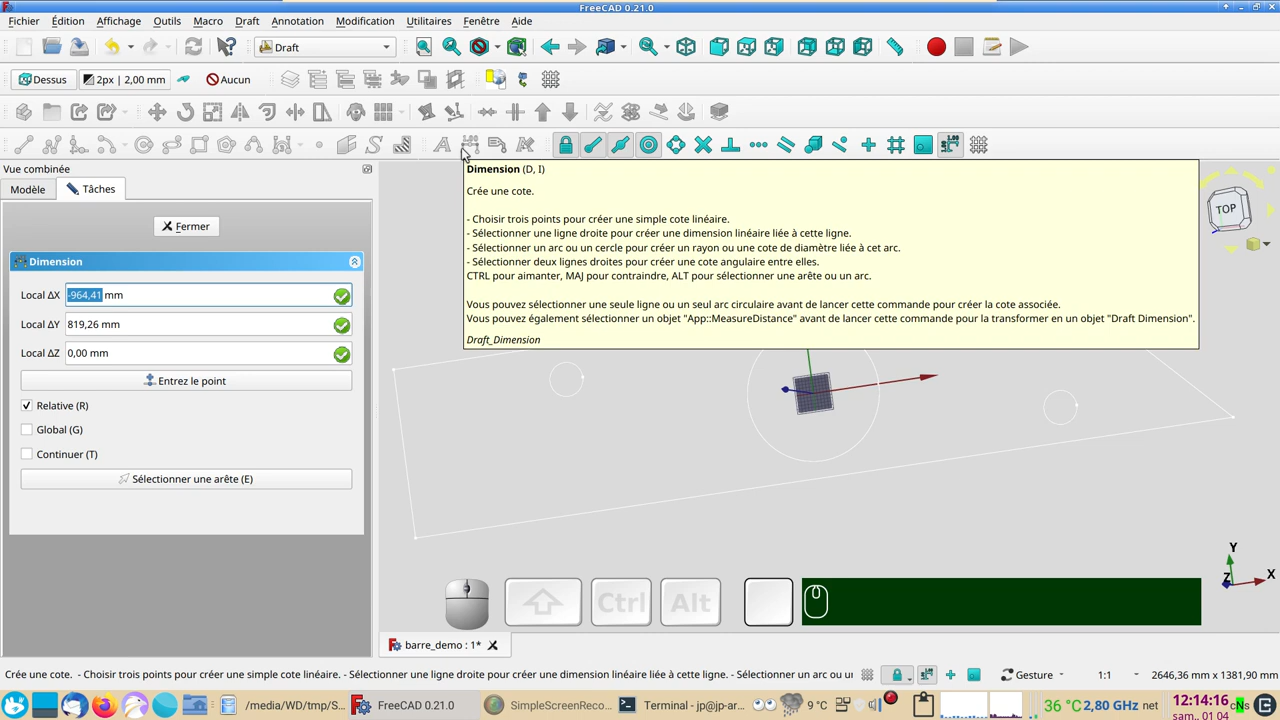 FreeCAD 0.21.0
Fichier Édition Affichage Outils Macro Draft Annotation Modification Utilitaires Fenêtre Aide
Draft
Dessus 2px | 2,00 mm Aucun
Vue combinée
Modèle Tâches
Fermer
Dimension
Local ΔX -964,41 mm
Local ΔY 819,26 mm
Local ΔZ 0,00 mm
Entrez le point
Relative (R)
Global (G)
Continuer (T)
Sélectionner une arête (E)
Dimension (D, I)
Crée une cote.
- Choisir trois points pour créer une simple cote linéaire.
- Sélectionner une ligne droite pour créer une dimension linéaire liée à cette ligne.
- Sélectionner un arc ou un cercle pour créer un rayon ou une cote de diamètre liée à cet arc.
- Sélectionner deux lignes droites pour créer une cote angulaire entre elles.
CTRL pour aimanter, MAJ pour contraindre, ALT pour sélectionner une arête ou un arc.
Vous pouvez sélectionner une seule ligne ou un seul arc circulaire avant de lancer cette commande pour créer la cote associée.
Vous pouvez également sélectionner un objet "App::MeasureDistance" avant de lancer cette commande pour la transformer en un objet "Draft Dimension".
Draft_Dimension
TOP
Y
Z X
Ctrl Alt
barre_demo : 1*
Crée une cote. - Choisir trois points pour créer une simple cote linéaire. - Sélectionner une ligne droite pour créer une dimension linéaire liée à cette ligne. - Sélectionner un arc ou un
Gesture 1:1 2646,36 mm x 1381,90 mm
/media/WD/tmp/S... FreeCAD 0.21.0 SimpleScreenReco... Terminal - jp@jp-ar... 9 °C 36 °C 2,80 GHz net 12:14:16
sam., 01 04